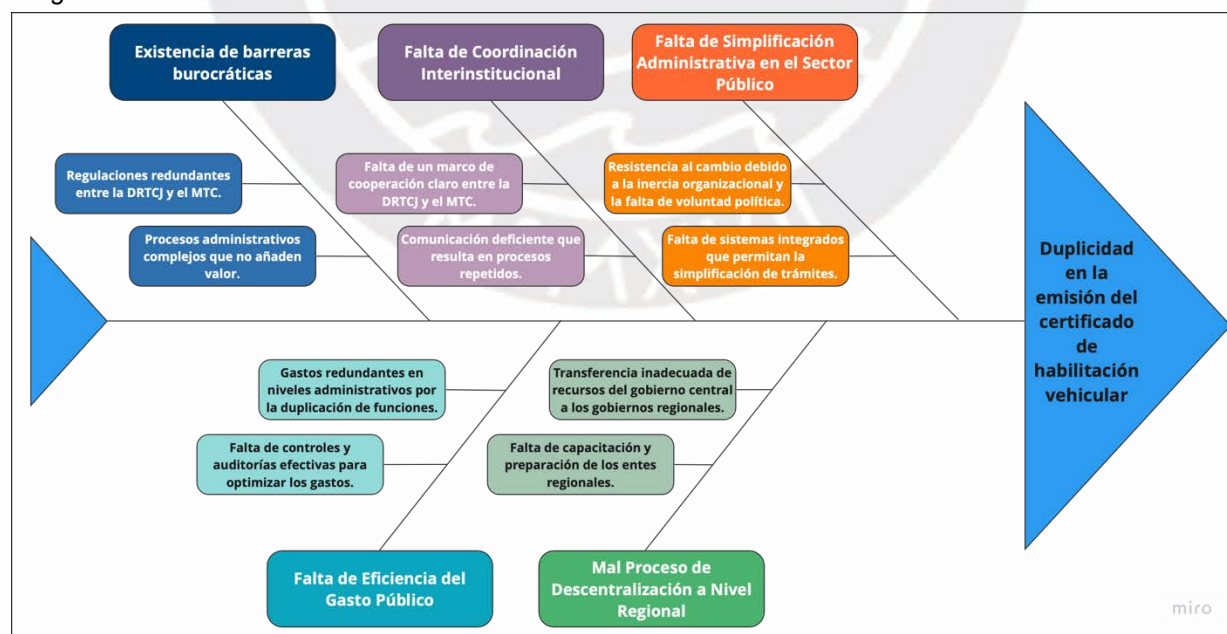 Existencia de barreras
burocráticas
Falta de Coordinación
Interinstitucional
Falta de Simplificación
Administrativa en el Sector
Público
Regulaciones redundantes
entre la DRTCJ y el MTC.
Procesos administrativos
complejos que no añaden
valor.
Falta de un marco de
cooperación claro entre la
DRTCJ y el MTC.
Comunicación deficiente que
resulta en procesos
repetidos.
Resistencia al cambio debido
a la inercia organizacional y
la falta de voluntad política.
Falta de sistemas integrados
que permitan la
simplificación de trámites.
Duplicidad
en la
emisión del
certificado
de
habilitación
vehicular
Gastos redundantes en
niveles administrativos por
la duplicación de funciones.
Falta de controles y
auditorías efectivas para
optimizar los gastos.
Transferencia inadecuada de
recursos del gobierno central
a los gobiernos regionales.
Falta de capacitación y
preparación de los entes
regionales.
Falta de Eficiencia del
Gasto Público
Mal Proceso de
Descentralización a Nivel
Regional
miro